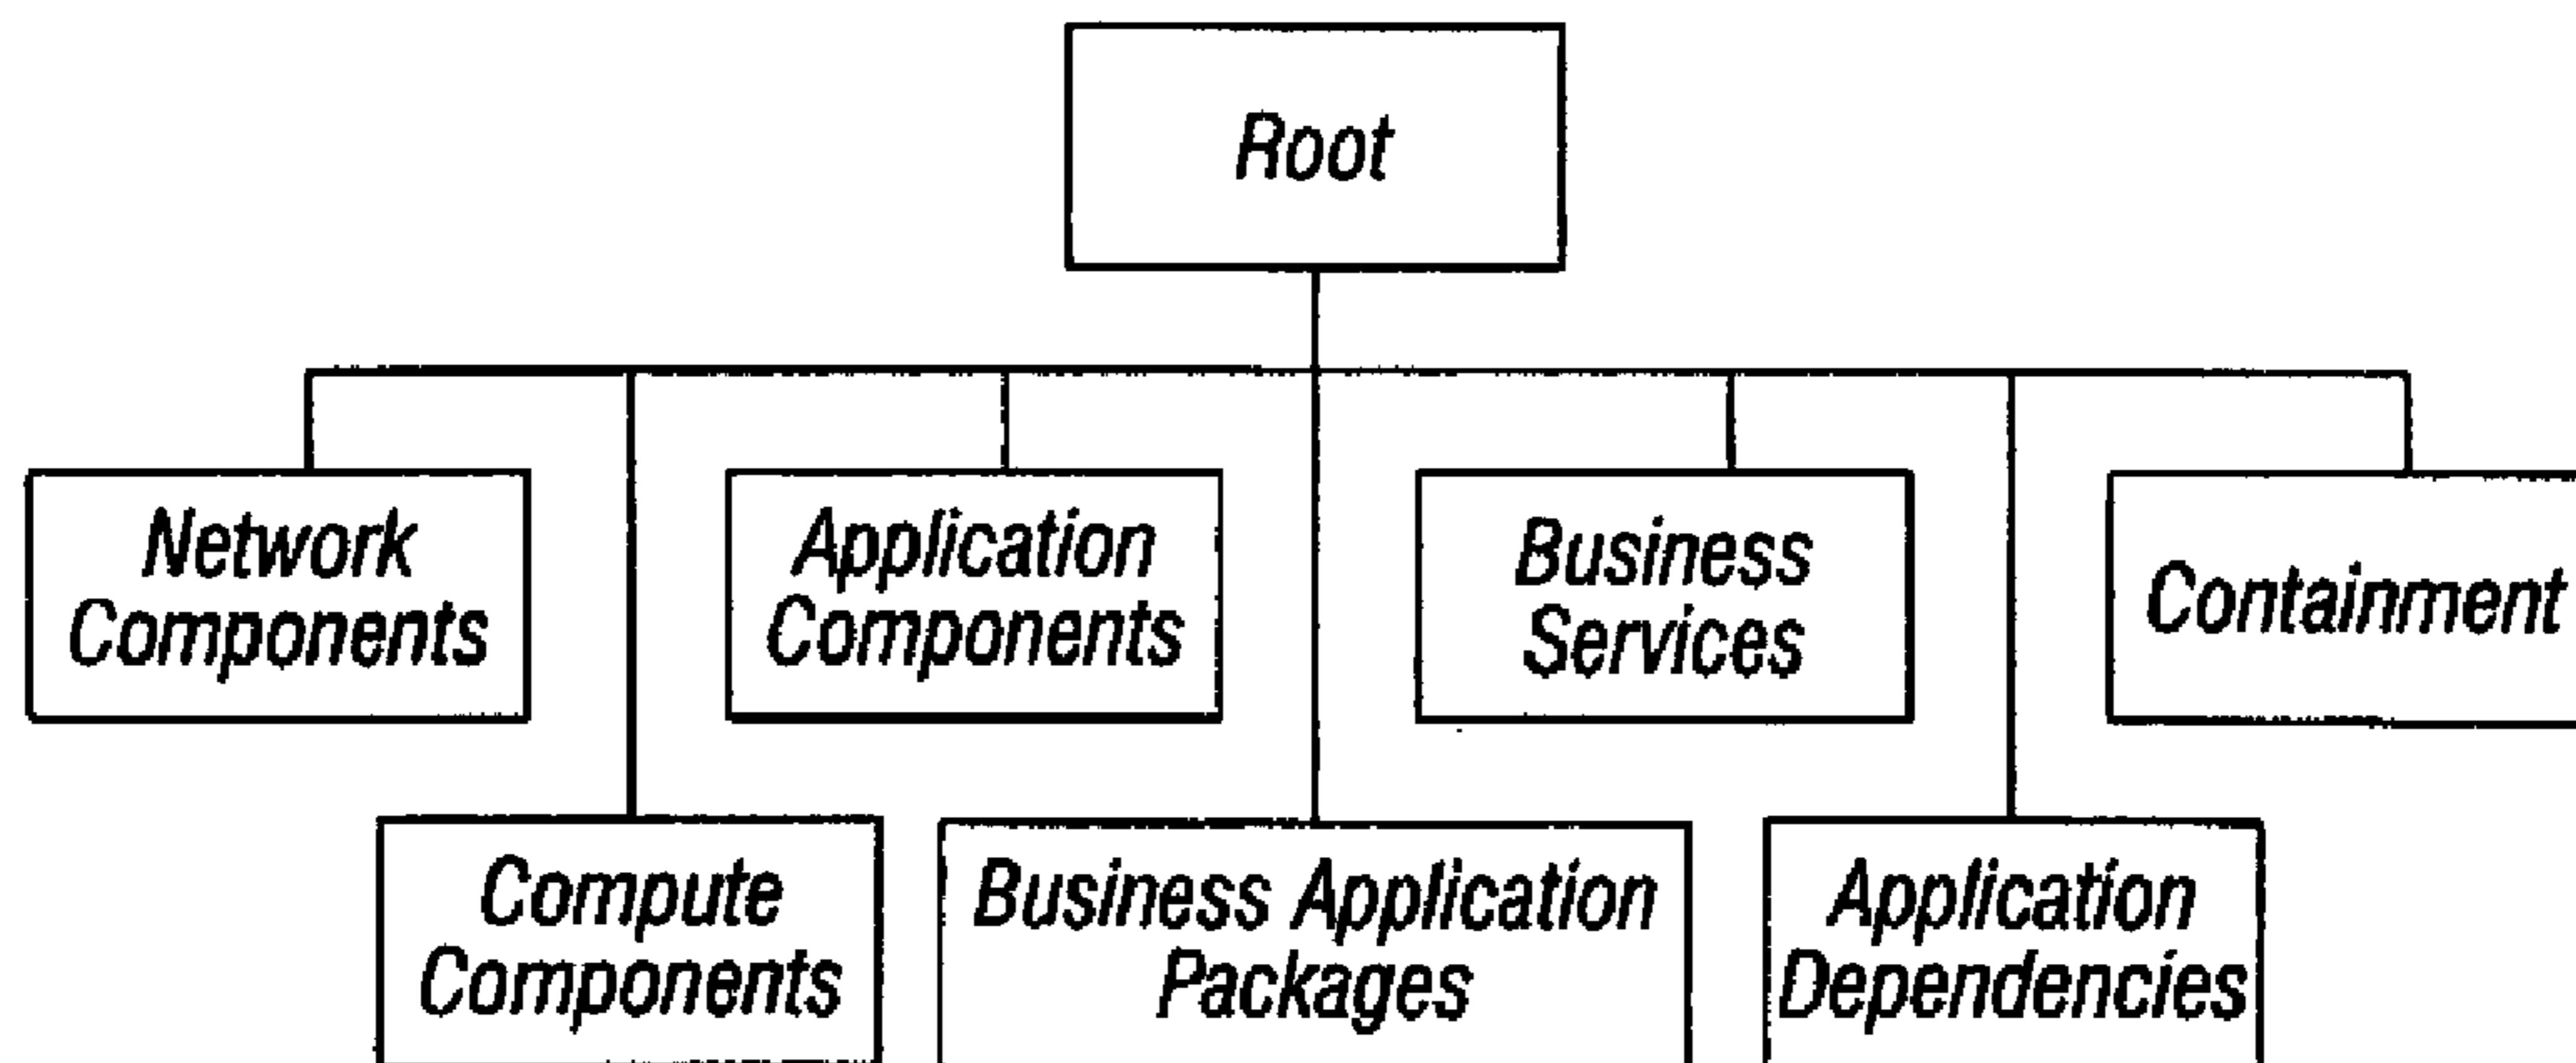 Root
Network
Components
Application
Components
Business
Services
Containment
Compute
Components
Business Application
Packages
Application
Dependencies